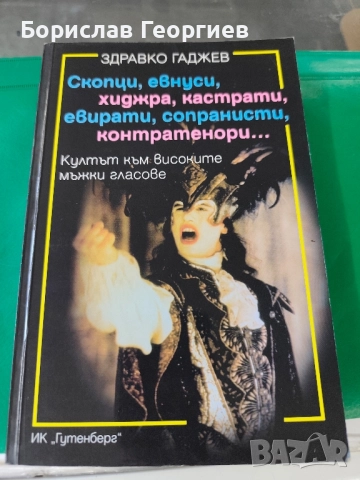 Борислав Георгиев
ЗДРАВКО ГАДЖЕВ
Скопци, евнуси,
хиджра, кастрати,
евирати, сопранисти,
контратенори...
Култът към високите
мъжки гласове
ИК „Гутенберг“
BAZAR